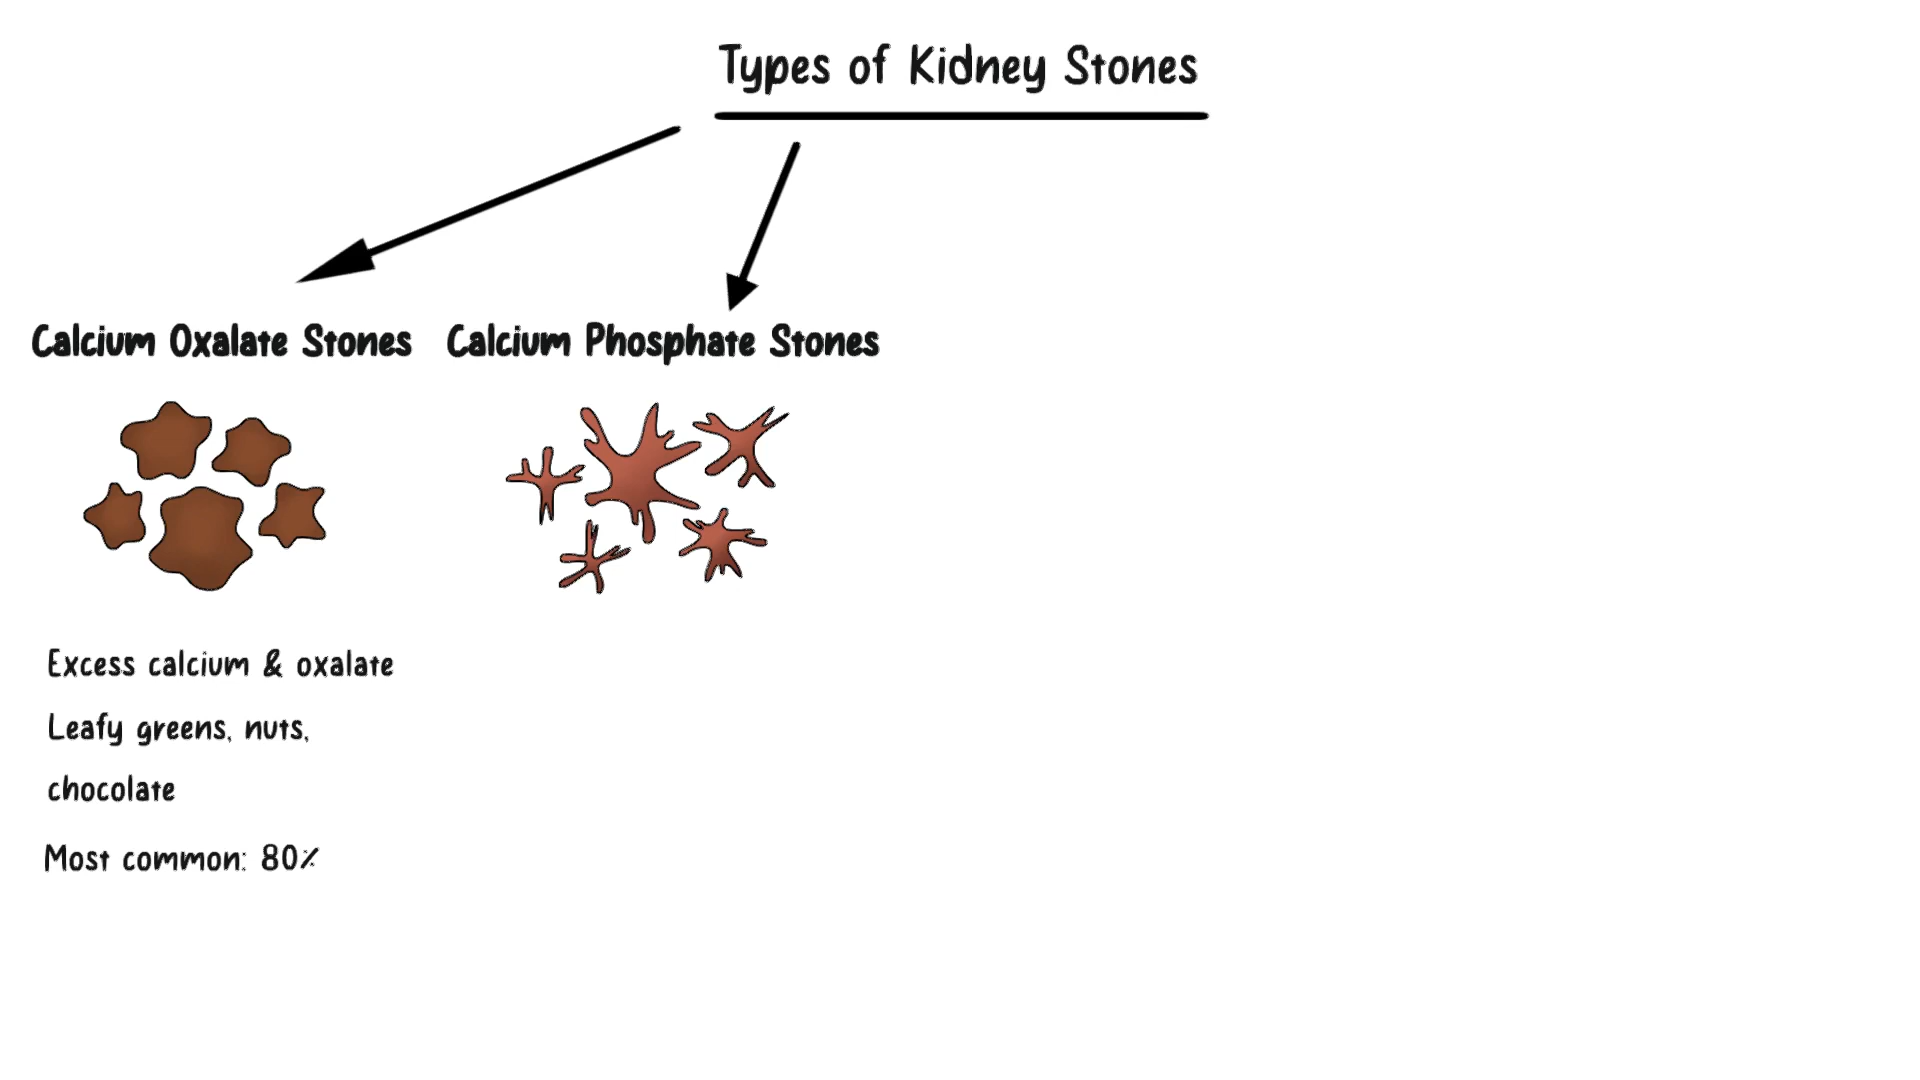 Types of Kidney Stones
Calcium Oxalate Stones
Calcium Phosphate Stones
Excess calcium & oxalate
Leafy greens, nuts,
chocolate
Most common: 80%